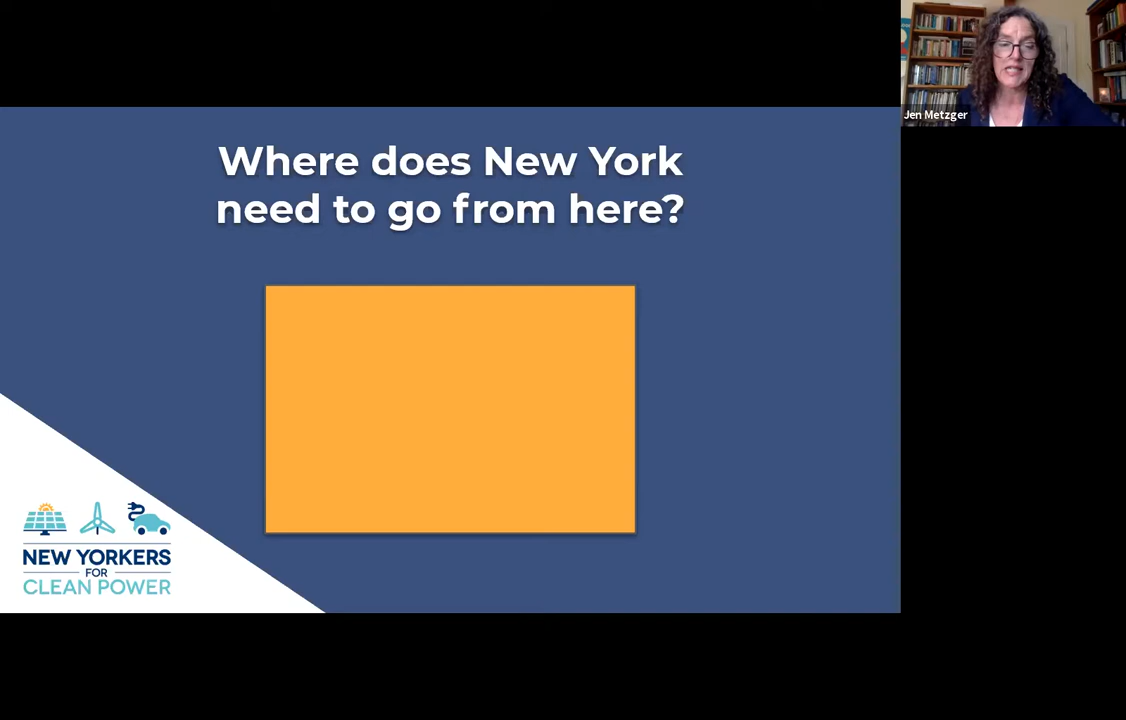 Jen Metzger
Where does New York
need to go from here?
NEW YORKERS
FOR
CLEAN POWER